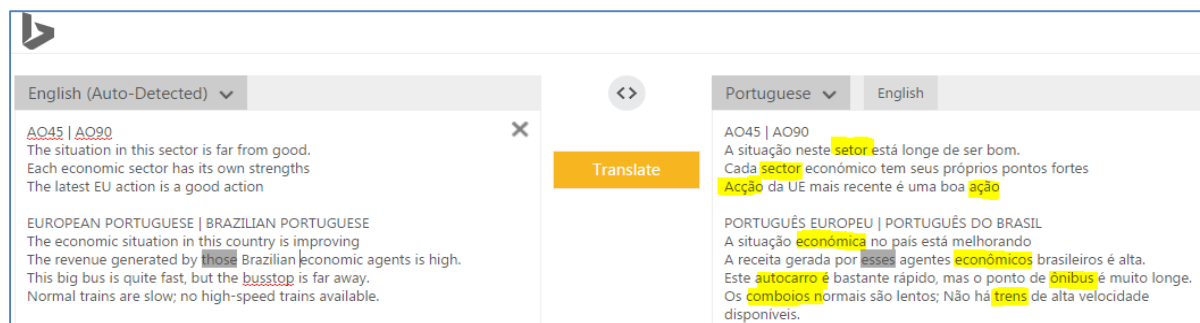 English (Auto-Detected)
AO45 | AO90
The situation in this sector is far from good.
Each economic sector has its own strengths
The latest EU action is a good action
EUROPEAN PORTUGUESE | BRAZILIAN PORTUGUESE
The economic situation in this country is improving
The revenue generated by those Brazilian economic agents is high.
This big bus is quite fast, but the busstop is far away.
Normal trains are slow; no high-speed trains available.
Translate
Portuguese English
AO45 | AO90
A situação neste setor está longe de ser bom.
Cada sector económico tem seus próprios pontos fortes
Acção da UE mais recente é uma boa ação
PORTUGUÊS EUROPEU | PORTUGUÊS DO BRASIL
A situação económica no país está melhorando
A receita gerada por esses agentes económicos brasileiros é alta.
Este autocarro é bastante rápido, mas o ponto de ônibus é muito longe.
Os comboios normais são lentos; Não há trens de alta velocidade
disponíveis.